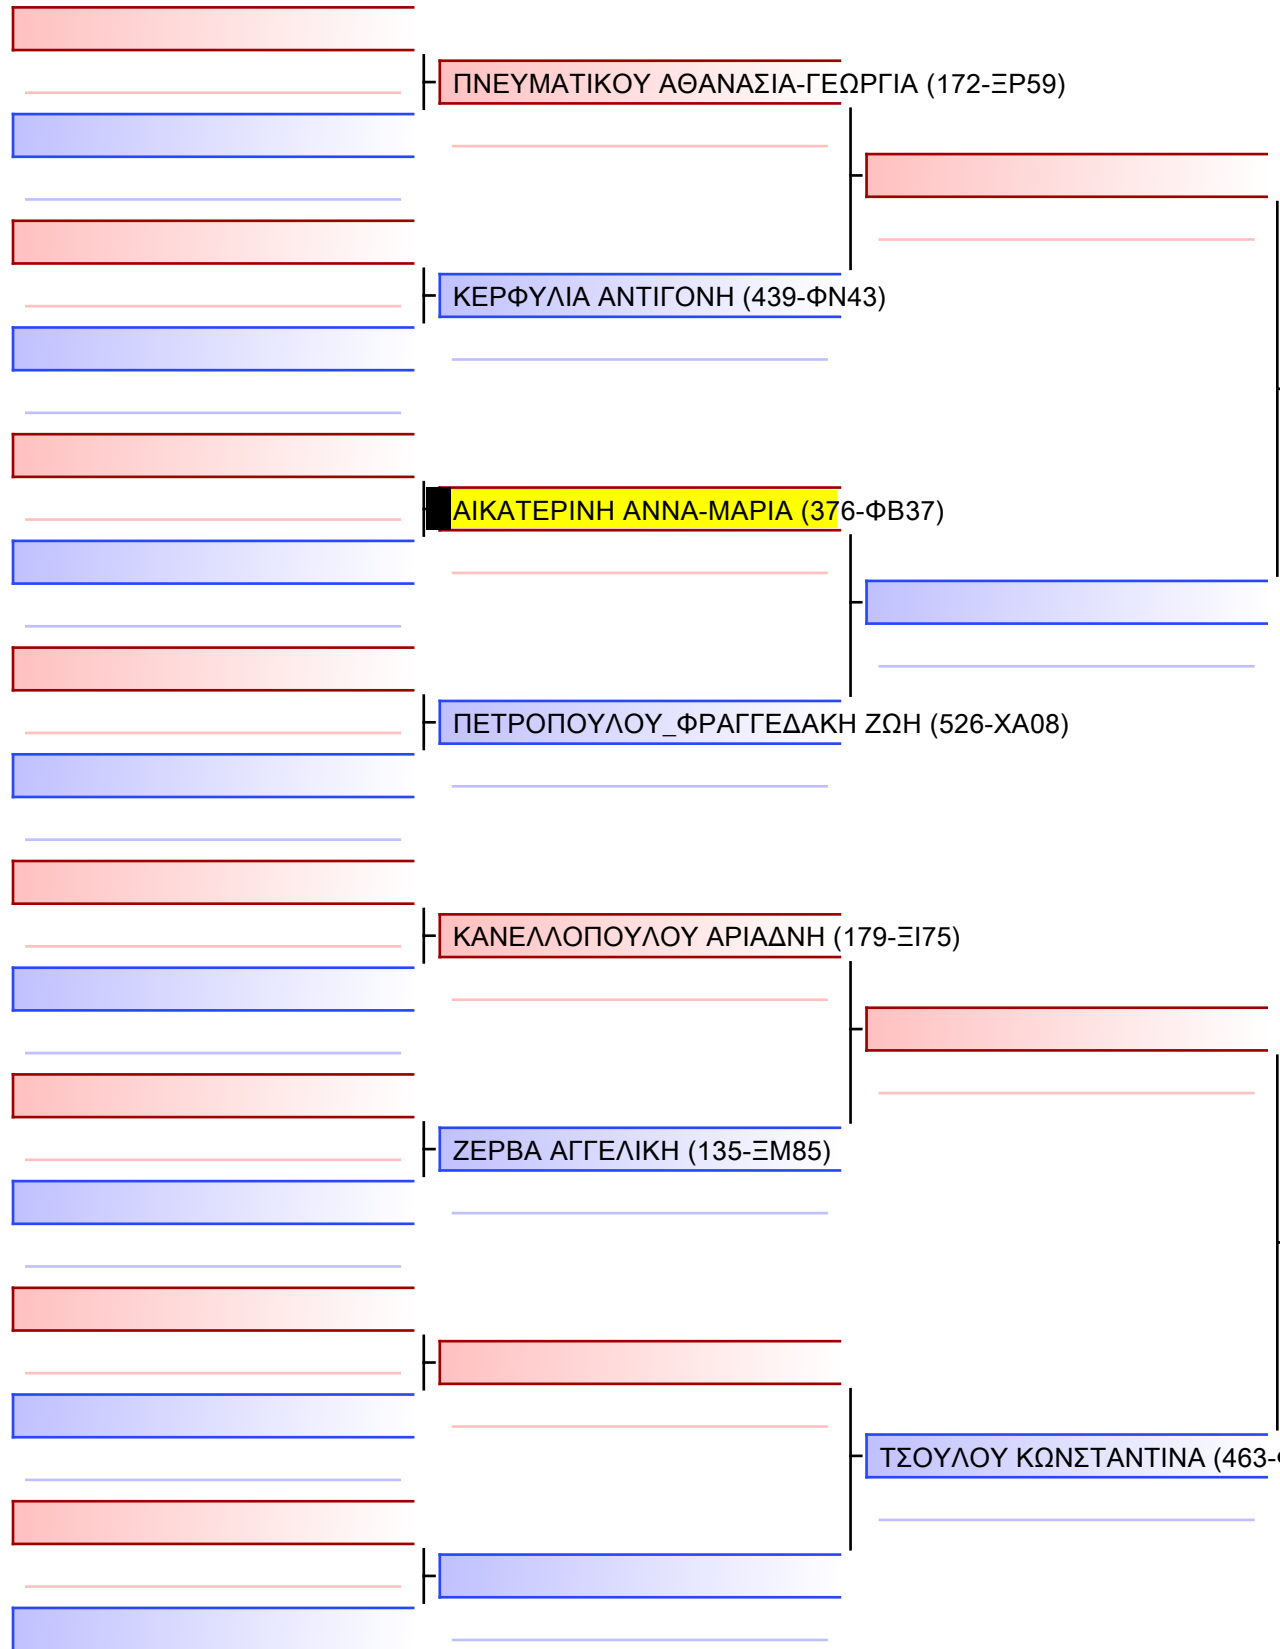 ΠΝΕΥΜΑΤΙΚΟΥ ΑΘΑΝΑΣΙΑ-ΓΕΩΡΓΙΑ (172-ΞΡ59)
ΚΕΡΦΥΛΙΑ ΑΝΤΙΓΟΝΗ (439-ΦΝ43)
ΑΙΚΑΤΕΡΙΝΗ ΑΝΝΑ-ΜΑΡΙΑ (376-ΦΒ37)
ΠΕΤΡΟΠΟΥΛΟΥ_ΦΡΑΓΓΕΔΑΚΗ ΖΩΗ (526-ΧΑ08)
ΚΑΝΕΛΛΟΠΟΥΛΟΥ ΑΡΙΑΔΝΗ (179-ΞΙ75)
ΖΕΡΒΑ ΑΓΓΕΛΙΚΗ (135-ΞΜ85)
ΤΣΟΥΛΟΥ ΚΩΝΣΤΑΝΤΙΝΑ (463-